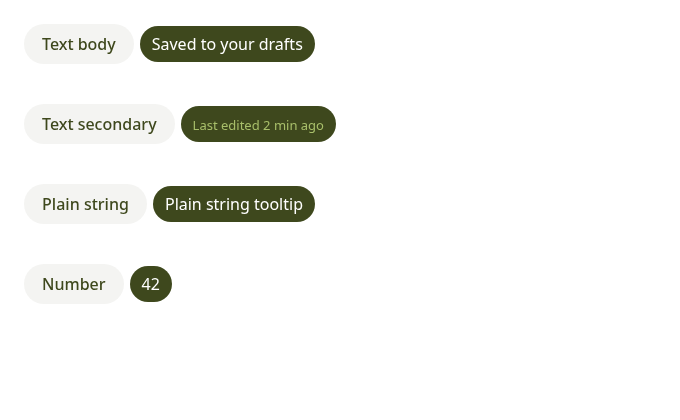 Text body Saved to your drafts
Text secondary Last edited 2 min ago
Plain string Plain string tooltip
Number 42